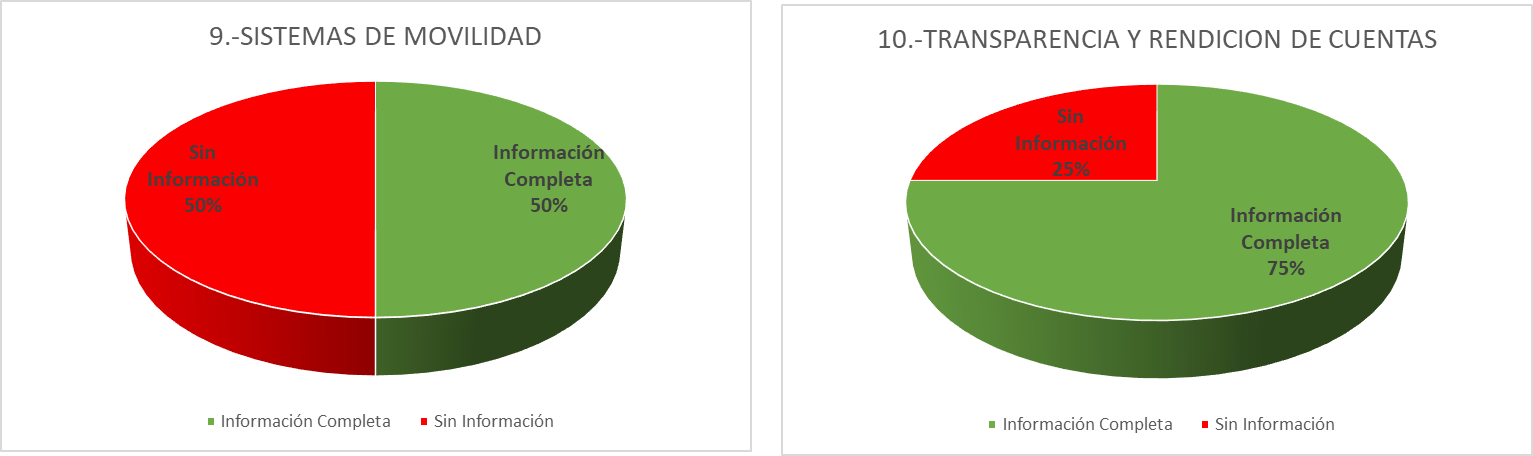 9.-SISTEMAS DE MOVILIDAD
Sin
Información
50%
Información
Completa
50%
Información Completa
Sin Información
10.-TRANSPARENCIA Y RENDICION DE CUENTAS
Sin
Información
25%
Información
Completa
75%
Información Completa
Sin Información